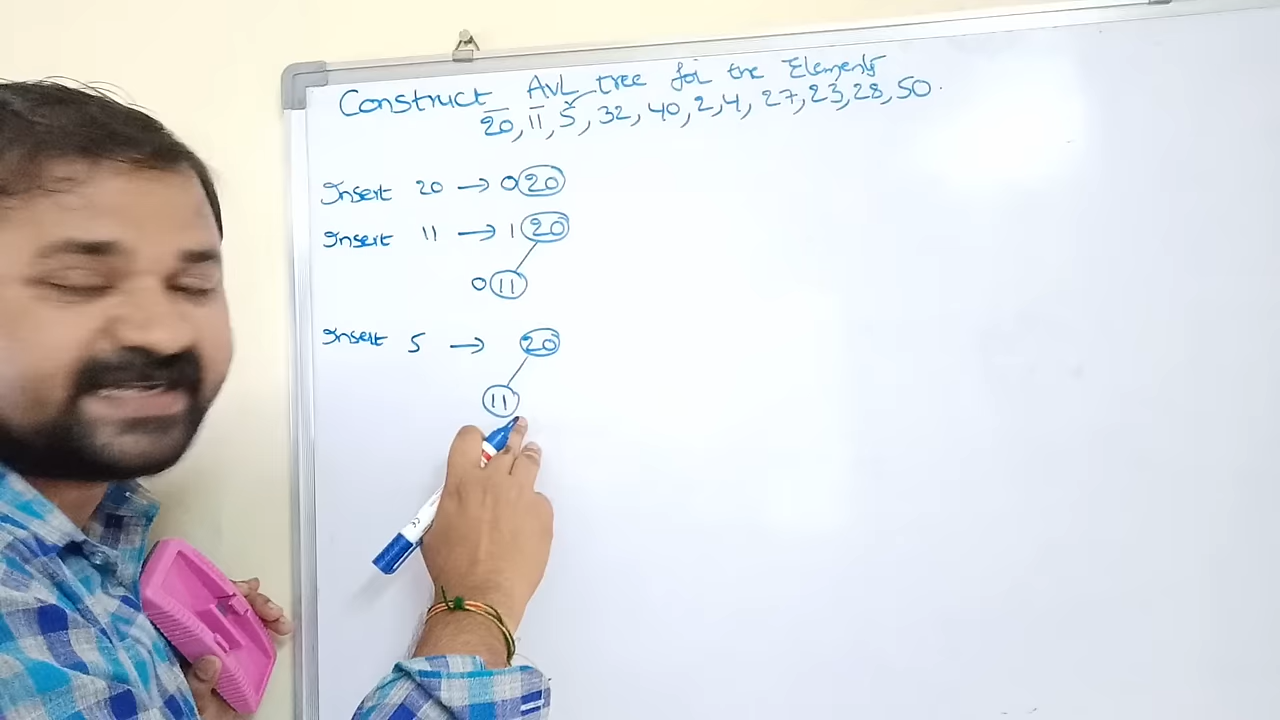 Construct AVL tree for the Elements
20, 11, 5, 32, 40, 2, 4, 27, 23, 28, 50.
Insert 20 → 0 20
Insert 11 → 1 20
0 11
Insert 5 → 20
11